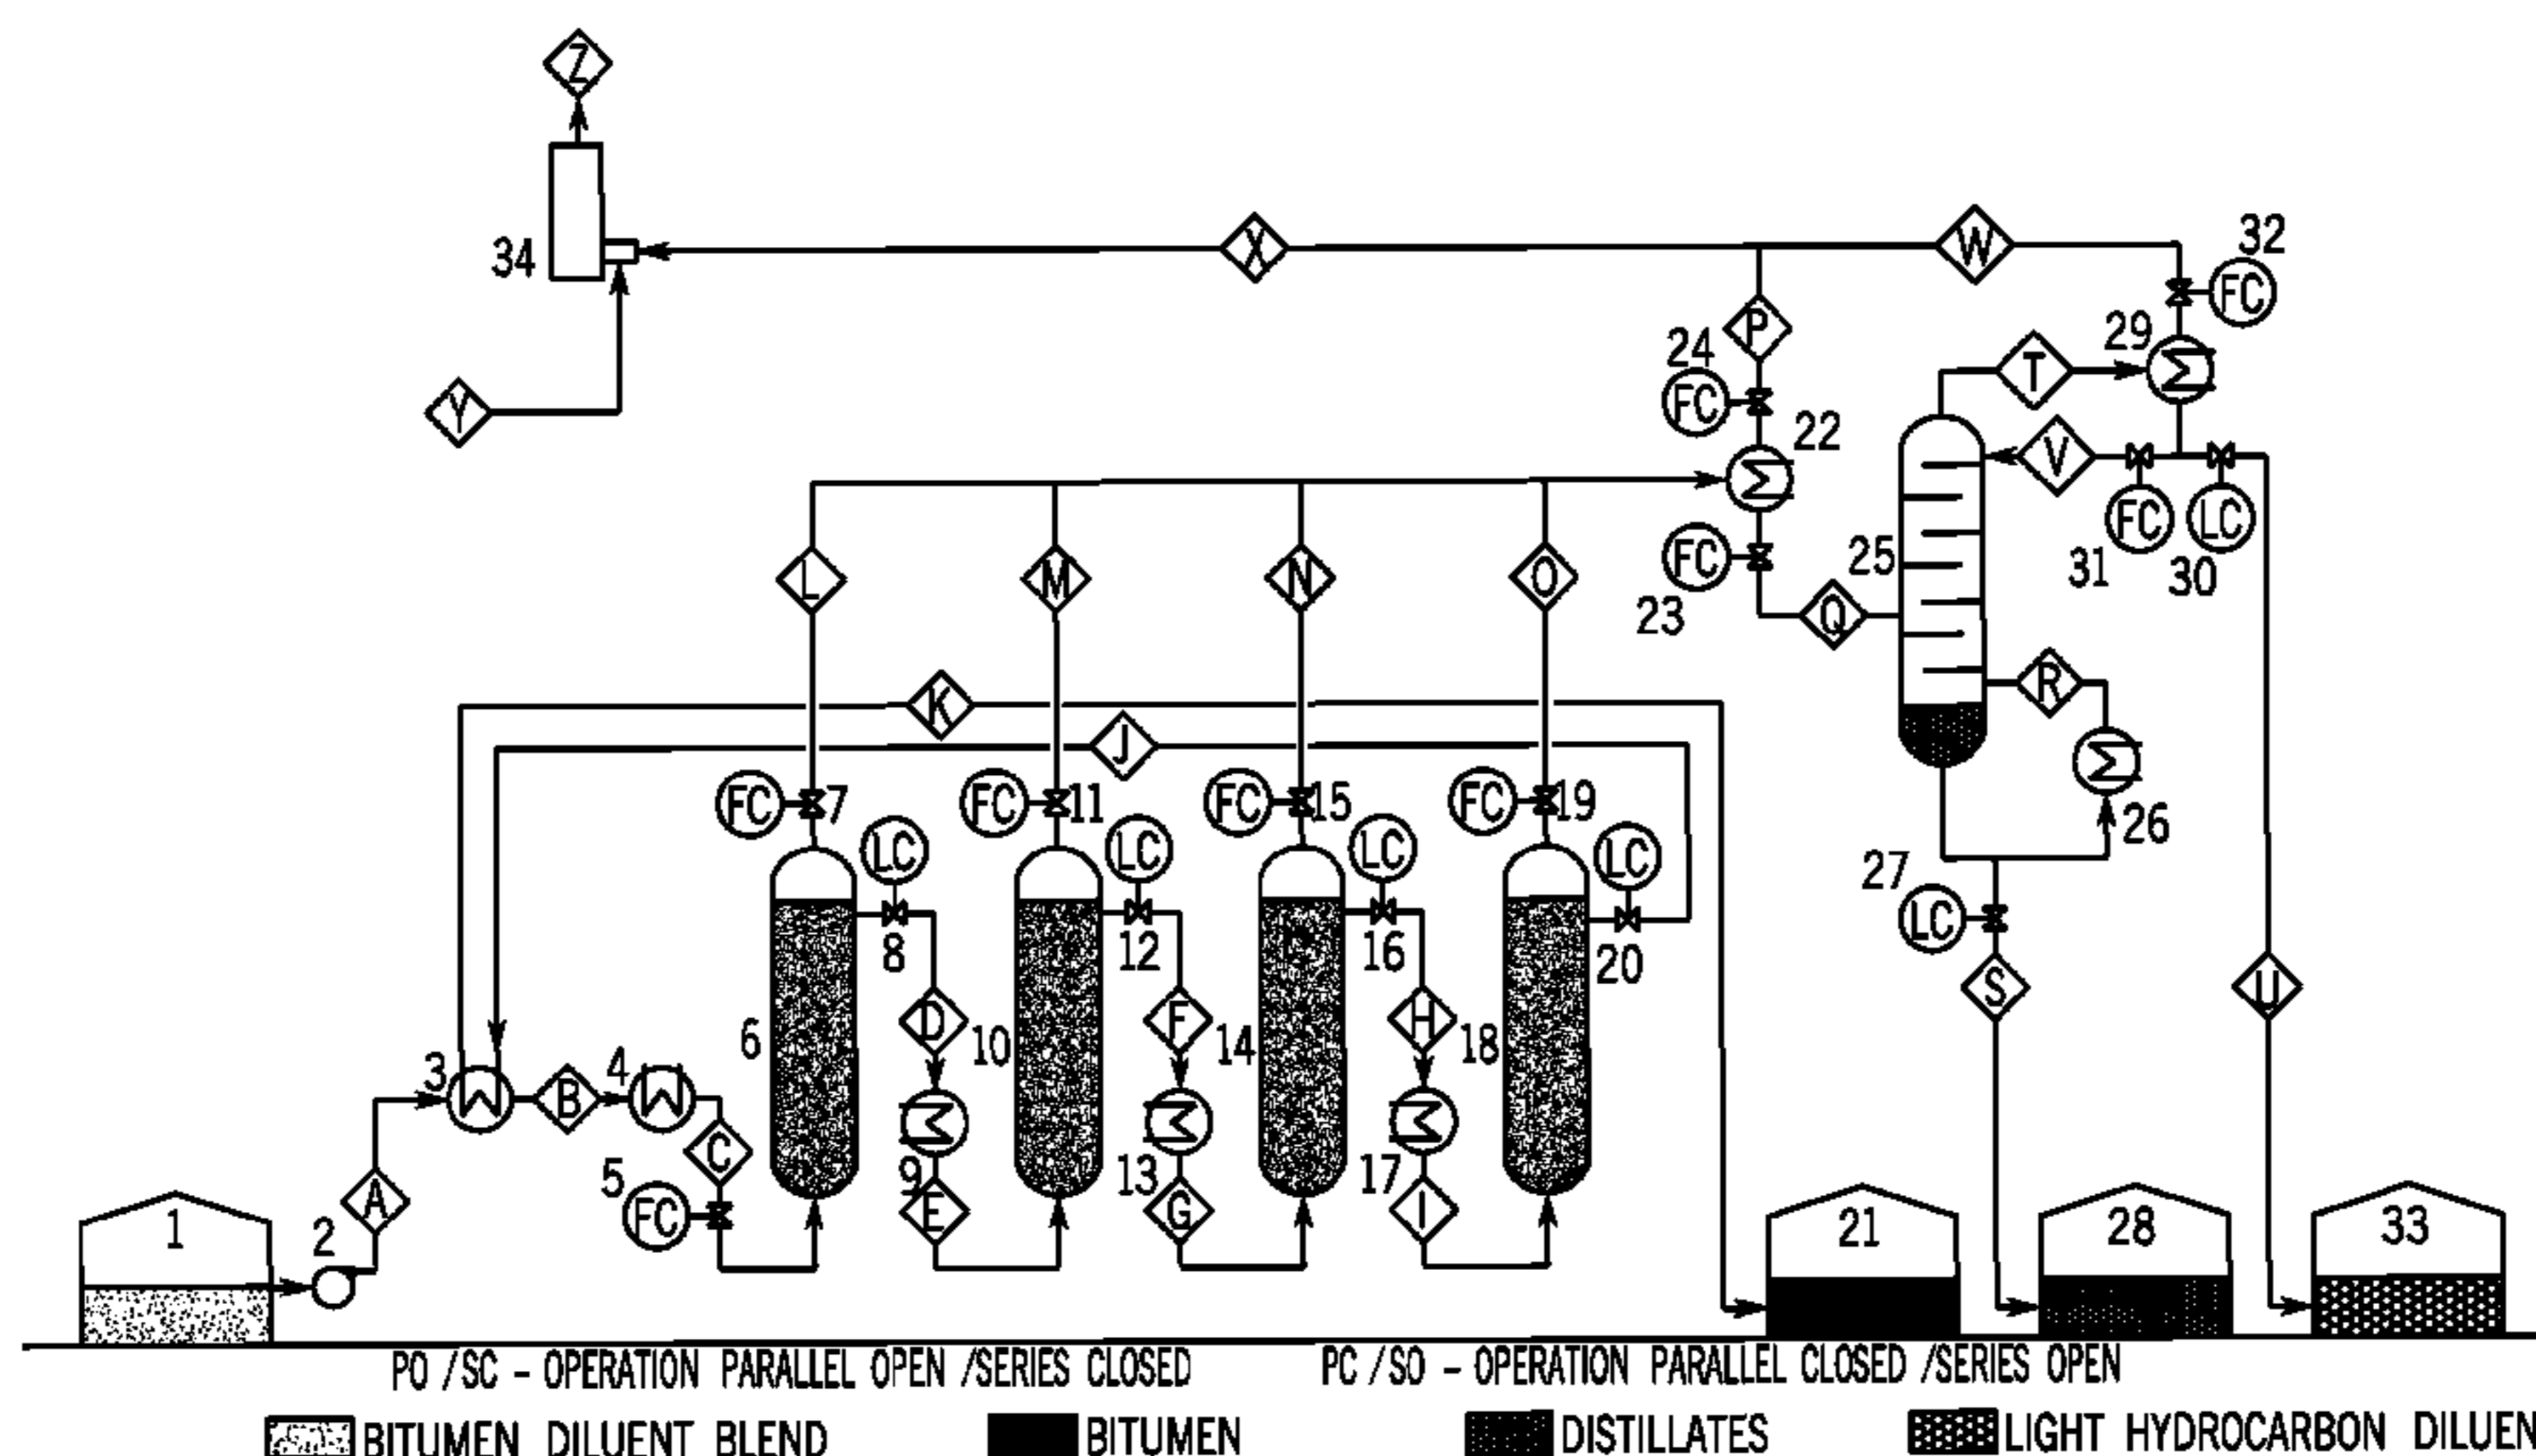 Z
34
X
W
32
FC
Y
P
24
FC
22
T
29
V
FC
LC
31
30
FC
23
25
Q
L
M
N
O
R
26
K
J
FC
7
LC
8
FC
11
LC
12
FC
15
LC
16
FC
19
LC
20
27
LC
S
U
6
D
10
F
14
H
18
3
B
4
C
5
FC
9
E
13
G
17
I
A
1
2
21
28
33
PO / SC - OPERATION PARALLEL OPEN / SERIES CLOSED
PC / SO - OPERATION PARALLEL CLOSED / SERIES OPEN
BITUMEN DILUENT BLEND
BITUMEN
DISTILLATES
LIGHT HYDROCARBON DILUEN